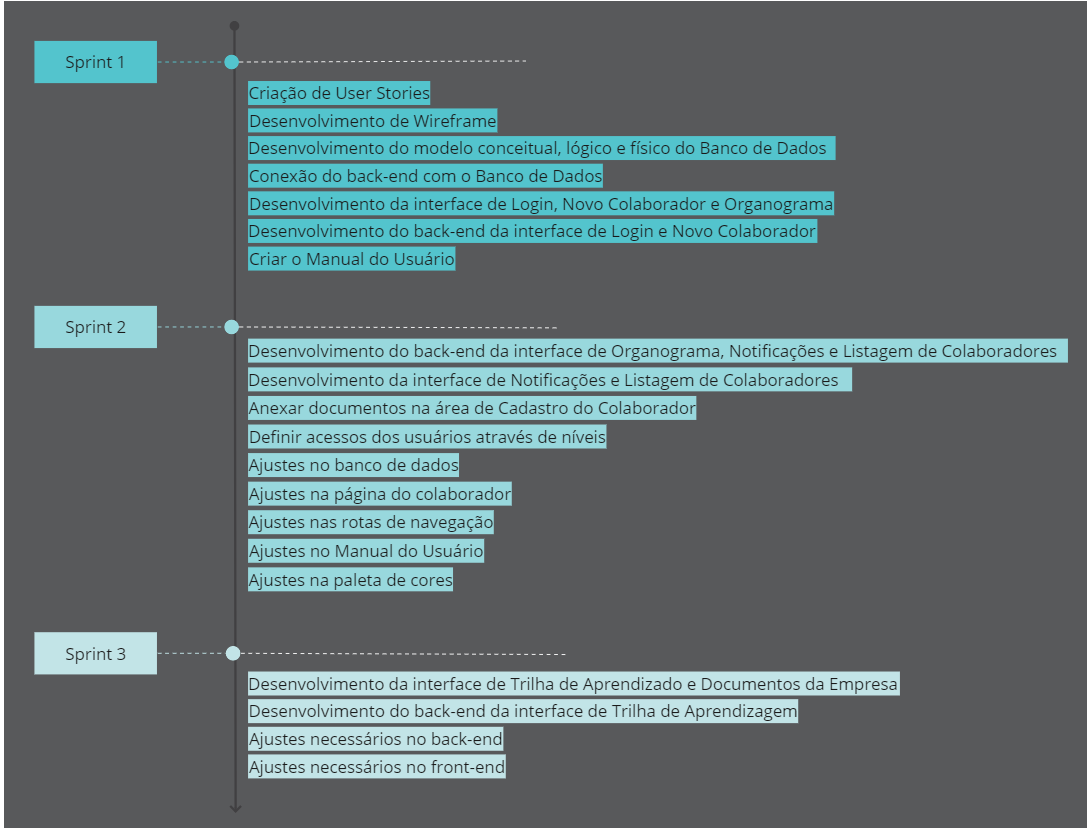 Sprint 1
Criação de User Stories
Desenvolvimento de Wireframe
Desenvolvimento do modelo conceitual, lógico e físico do Banco de Dados
Conexão do back-end com o Banco de Dados
Desenvolvimento da interface de Login, Novo Colaborador e Organograma
Desenvolvimento do back-end da interface de Login e Novo Colaborador
Criar o Manual do Usuário
Sprint 2
Desenvolvimento do back-end da interface de Organograma, Notificações e Listagem de Colaboradores
Desenvolvimento da interface de Notificações e Listagem de Colaboradores
Anexar documentos na área de Cadastro do Colaborador
Definir acessos dos usuários através de níveis
Ajustes no banco de dados
Ajustes na página do colaborador
Ajustes nas rotas de navegação
Ajustes no Manual do Usuário
Ajustes na paleta de cores
Sprint 3
Desenvolvimento da interface de Trilha de Aprendizado e Documentos da Empresa
Desenvolvimento do back-end da interface de Trilha de Aprendizagem
Ajustes necessários no back-end
Ajustes necessários no front-end